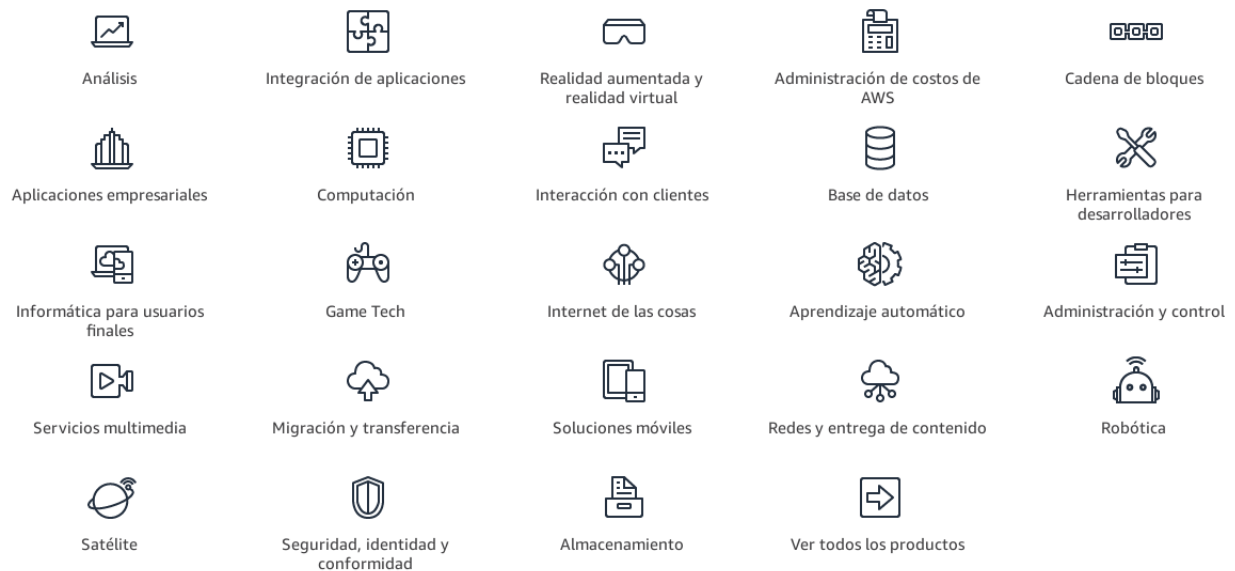 Análisis
Integración de aplicaciones
Realidad aumentada y
realidad virtual
Administración de costos de
AWS
Cadena de bloques
Aplicaciones empresariales
Computación
Interacción con clientes
Base de datos
Herramientas para
desarrolladores
Informática para usuarios
finales
Game Tech
Internet de las cosas
Aprendizaje automático
Administración y control
Servicios multimedia
Migración y transferencia
Soluciones móviles
Redes y entrega de contenido
Robótica
Satélite
Seguridad, identidad y
conformidad
Almacenamiento
Ver todos los productos